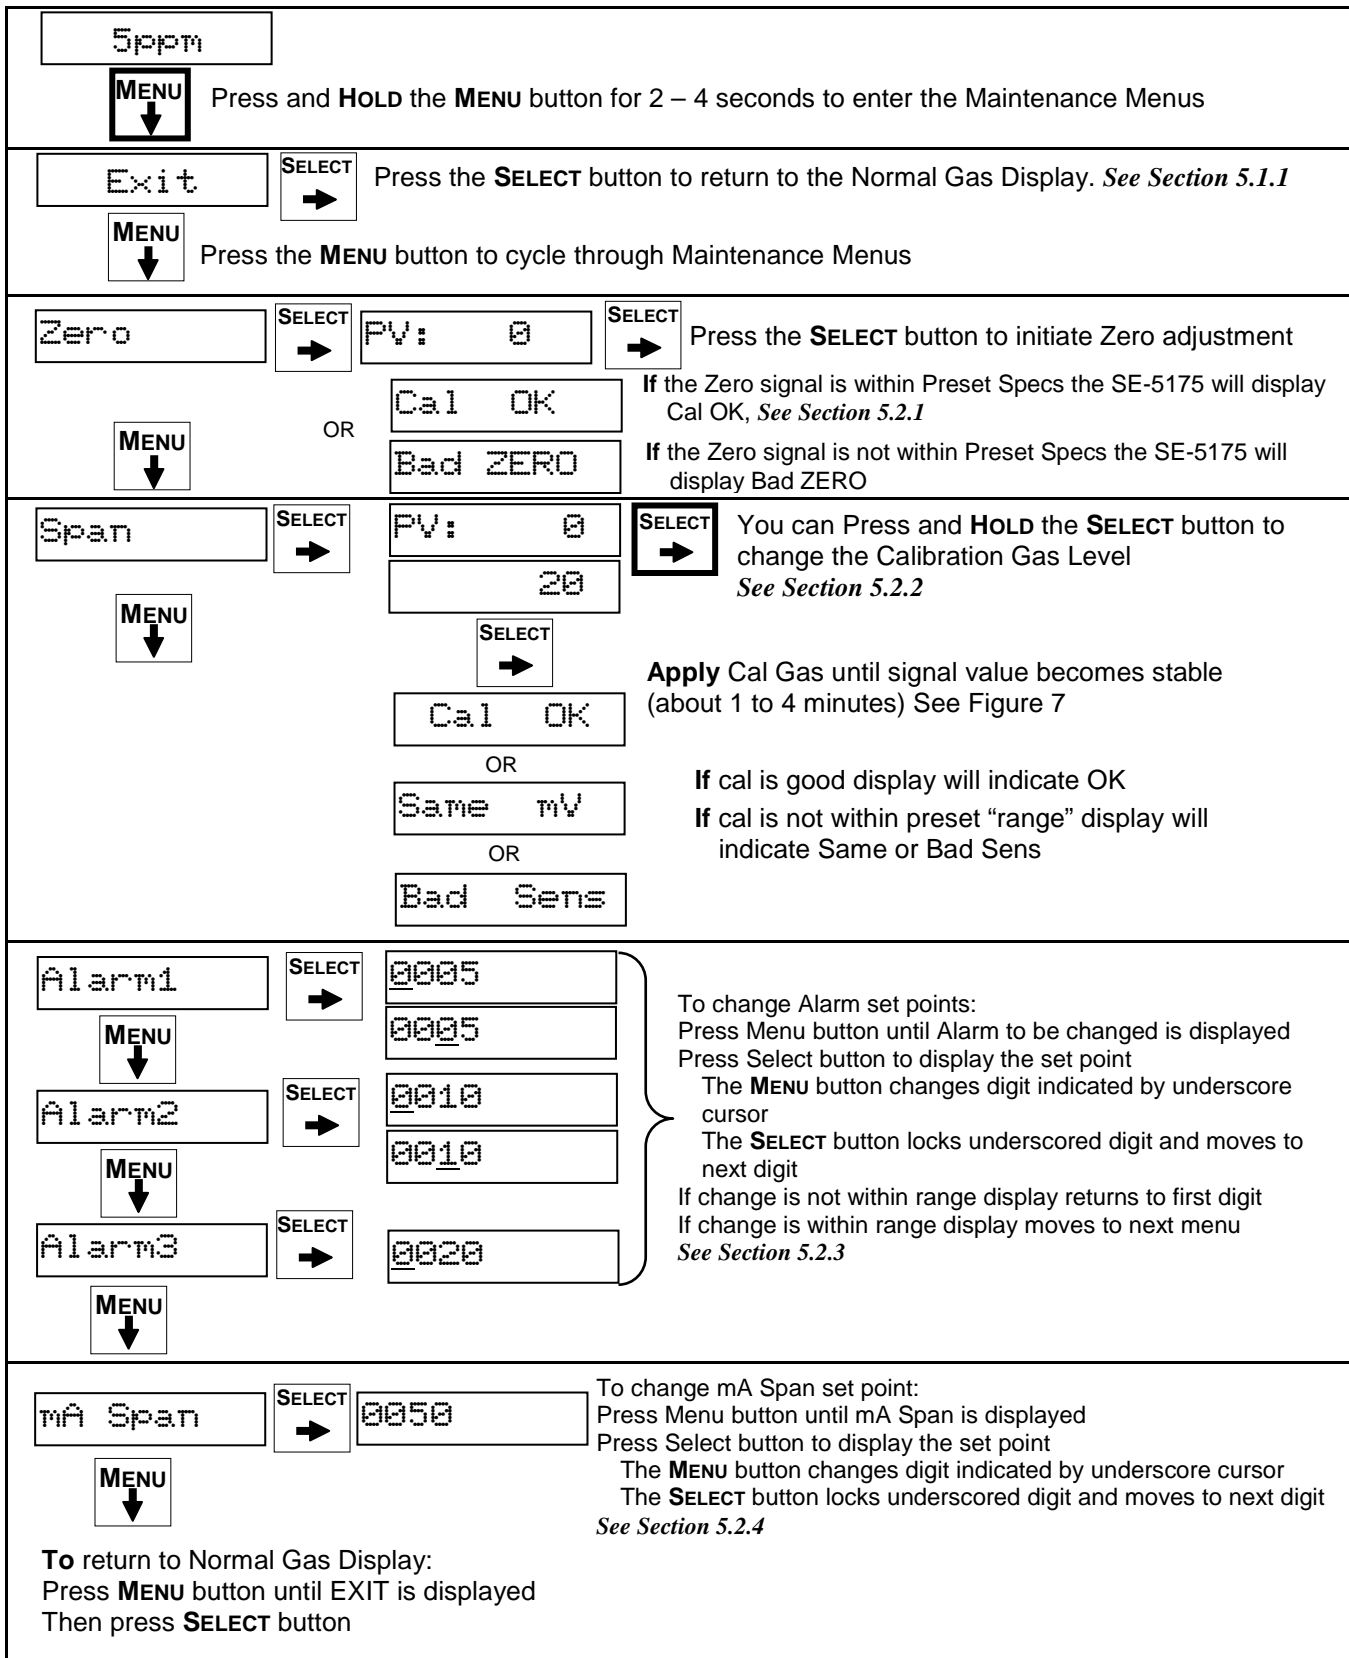 5ppm
MENU
Press and HOLD the MENU button for 2 – 4 seconds to enter the Maintenance Menus
Exit
SELECT
Press the SELECT button to return to the Normal Gas Display. See Section 5.1.1
MENU
Press the MENU button to cycle through Maintenance Menus
Zero
SELECT
PV: 0
SELECT
Press the SELECT button to initiate Zero adjustment
Cal OK
If the Zero signal is within Preset Specs the SE-5175 will display
Cal OK, See Section 5.2.1
OR
MENU
Bad ZERO
If the Zero signal is not within Preset Specs the SE-5175 will
display Bad ZERO
Span
SELECT
PV: 0
20
SELECT
You can Press and HOLD the SELECT button to
change the Calibration Gas Level
See Section 5.2.2
MENU
SELECT
Apply Cal Gas until signal value becomes stable
(about 1 to 4 minutes) See Figure 7
Cal OK
OR
Same mV
OR
Bad Sens
If cal is good display will indicate OK
If cal is not within preset “range” display will
indicate Same or Bad Sens
Alarm1
SELECT
0005
0005
MENU
Alarm2
SELECT
0010
0010
MENU
Alarm3
SELECT
0020
MENU
To change Alarm set points:
Press Menu button until Alarm to be changed is displayed
Press Select button to display the set point
The MENU button changes digit indicated by underscore
cursor
The SELECT button locks underscored digit and moves to
next digit
If change is not within range display returns to first digit
If change is within range display moves to next menu
See Section 5.2.3
mA Span
SELECT
0050
MENU
To change mA Span set point:
Press Menu button until mA Span is displayed
Press Select button to display the set point
The MENU button changes digit indicated by underscore cursor
The SELECT button locks underscored digit and moves to next digit
See Section 5.2.4
To return to Normal Gas Display:
Press MENU button until EXIT is displayed
Then press SELECT button